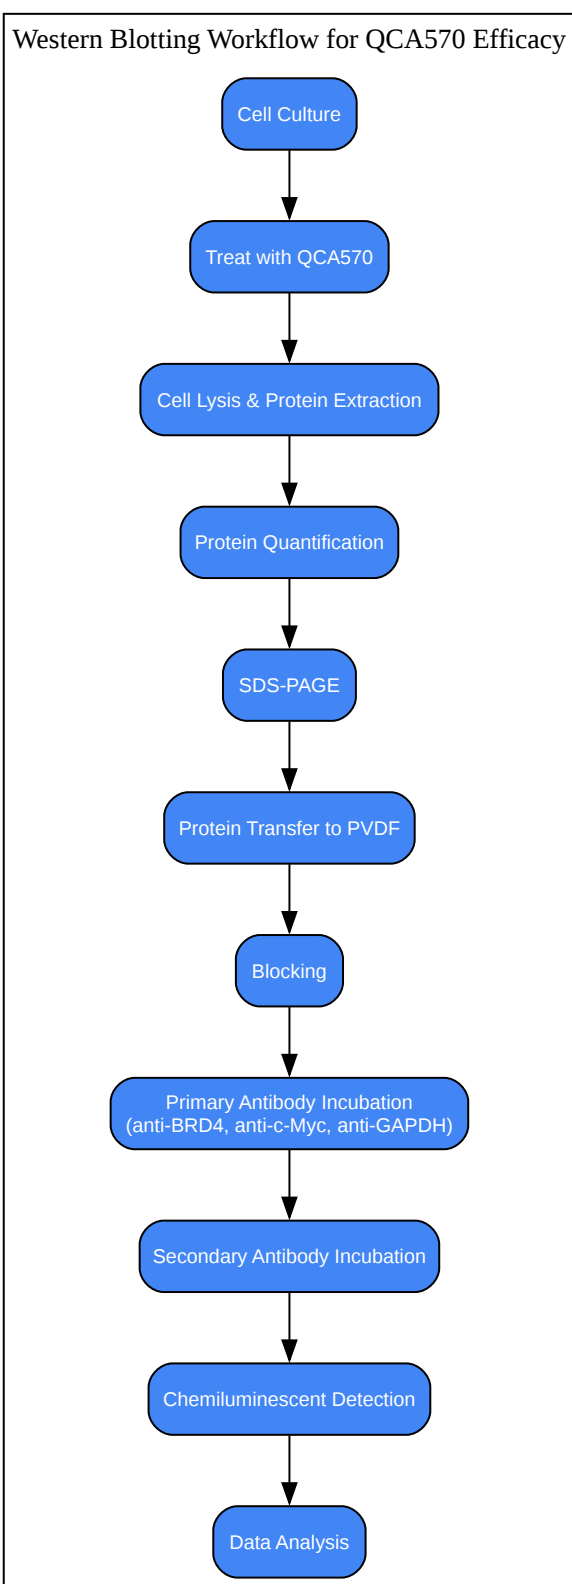 Western Blotting Workflow for QCA570 Efficacy
Cell Culture
Treat with QCA570
Cell Lysis & Protein Extraction
Protein Quantification
SDS-PAGE
Protein Transfer to PVDF
Blocking
Primary Antibody Incubation
(anti-BRD4, anti-c-Myc, anti-GAPDH)
Secondary Antibody Incubation
Chemiluminescent Detection
Data Analysis